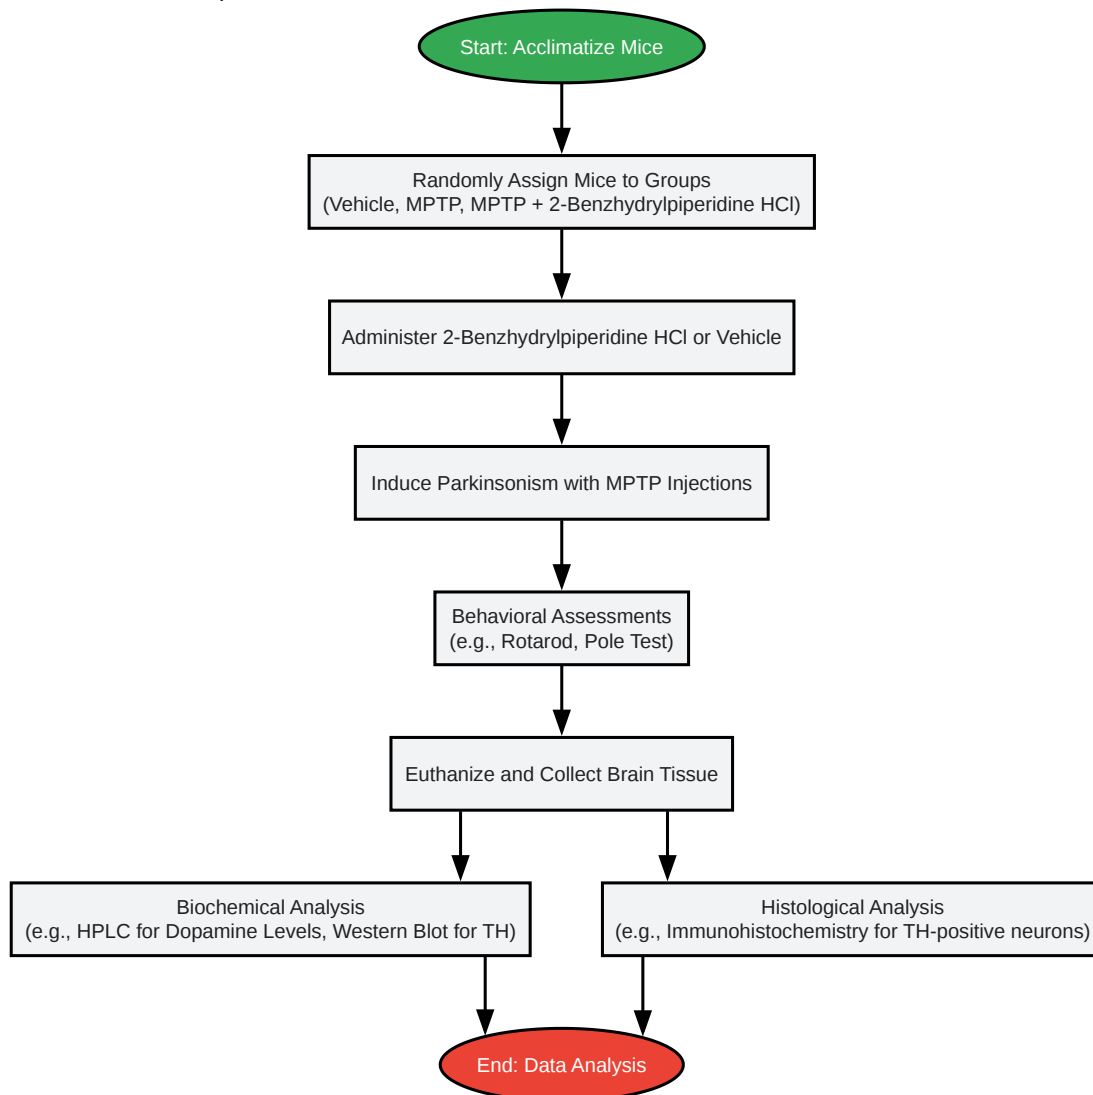 Start: Acclimatize Mice
Randomly Assign Mice to Groups
(Vehicle, MPTP, MPTP + 2-Benzhydrylpiperidine HCl)
Administer 2-Benzhydrylpiperidine HCl or Vehicle
Induce Parkinsonism with MPTP Injections
Behavioral Assessments
(e.g., Rotarod, Pole Test)
Euthanize and Collect Brain Tissue
Biochemical Analysis
(e.g., HPLC for Dopamine Levels, Western Blot for TH)
Histological Analysis
(e.g., Immunohistochemistry for TH-positive neurons)
End: Data Analysis